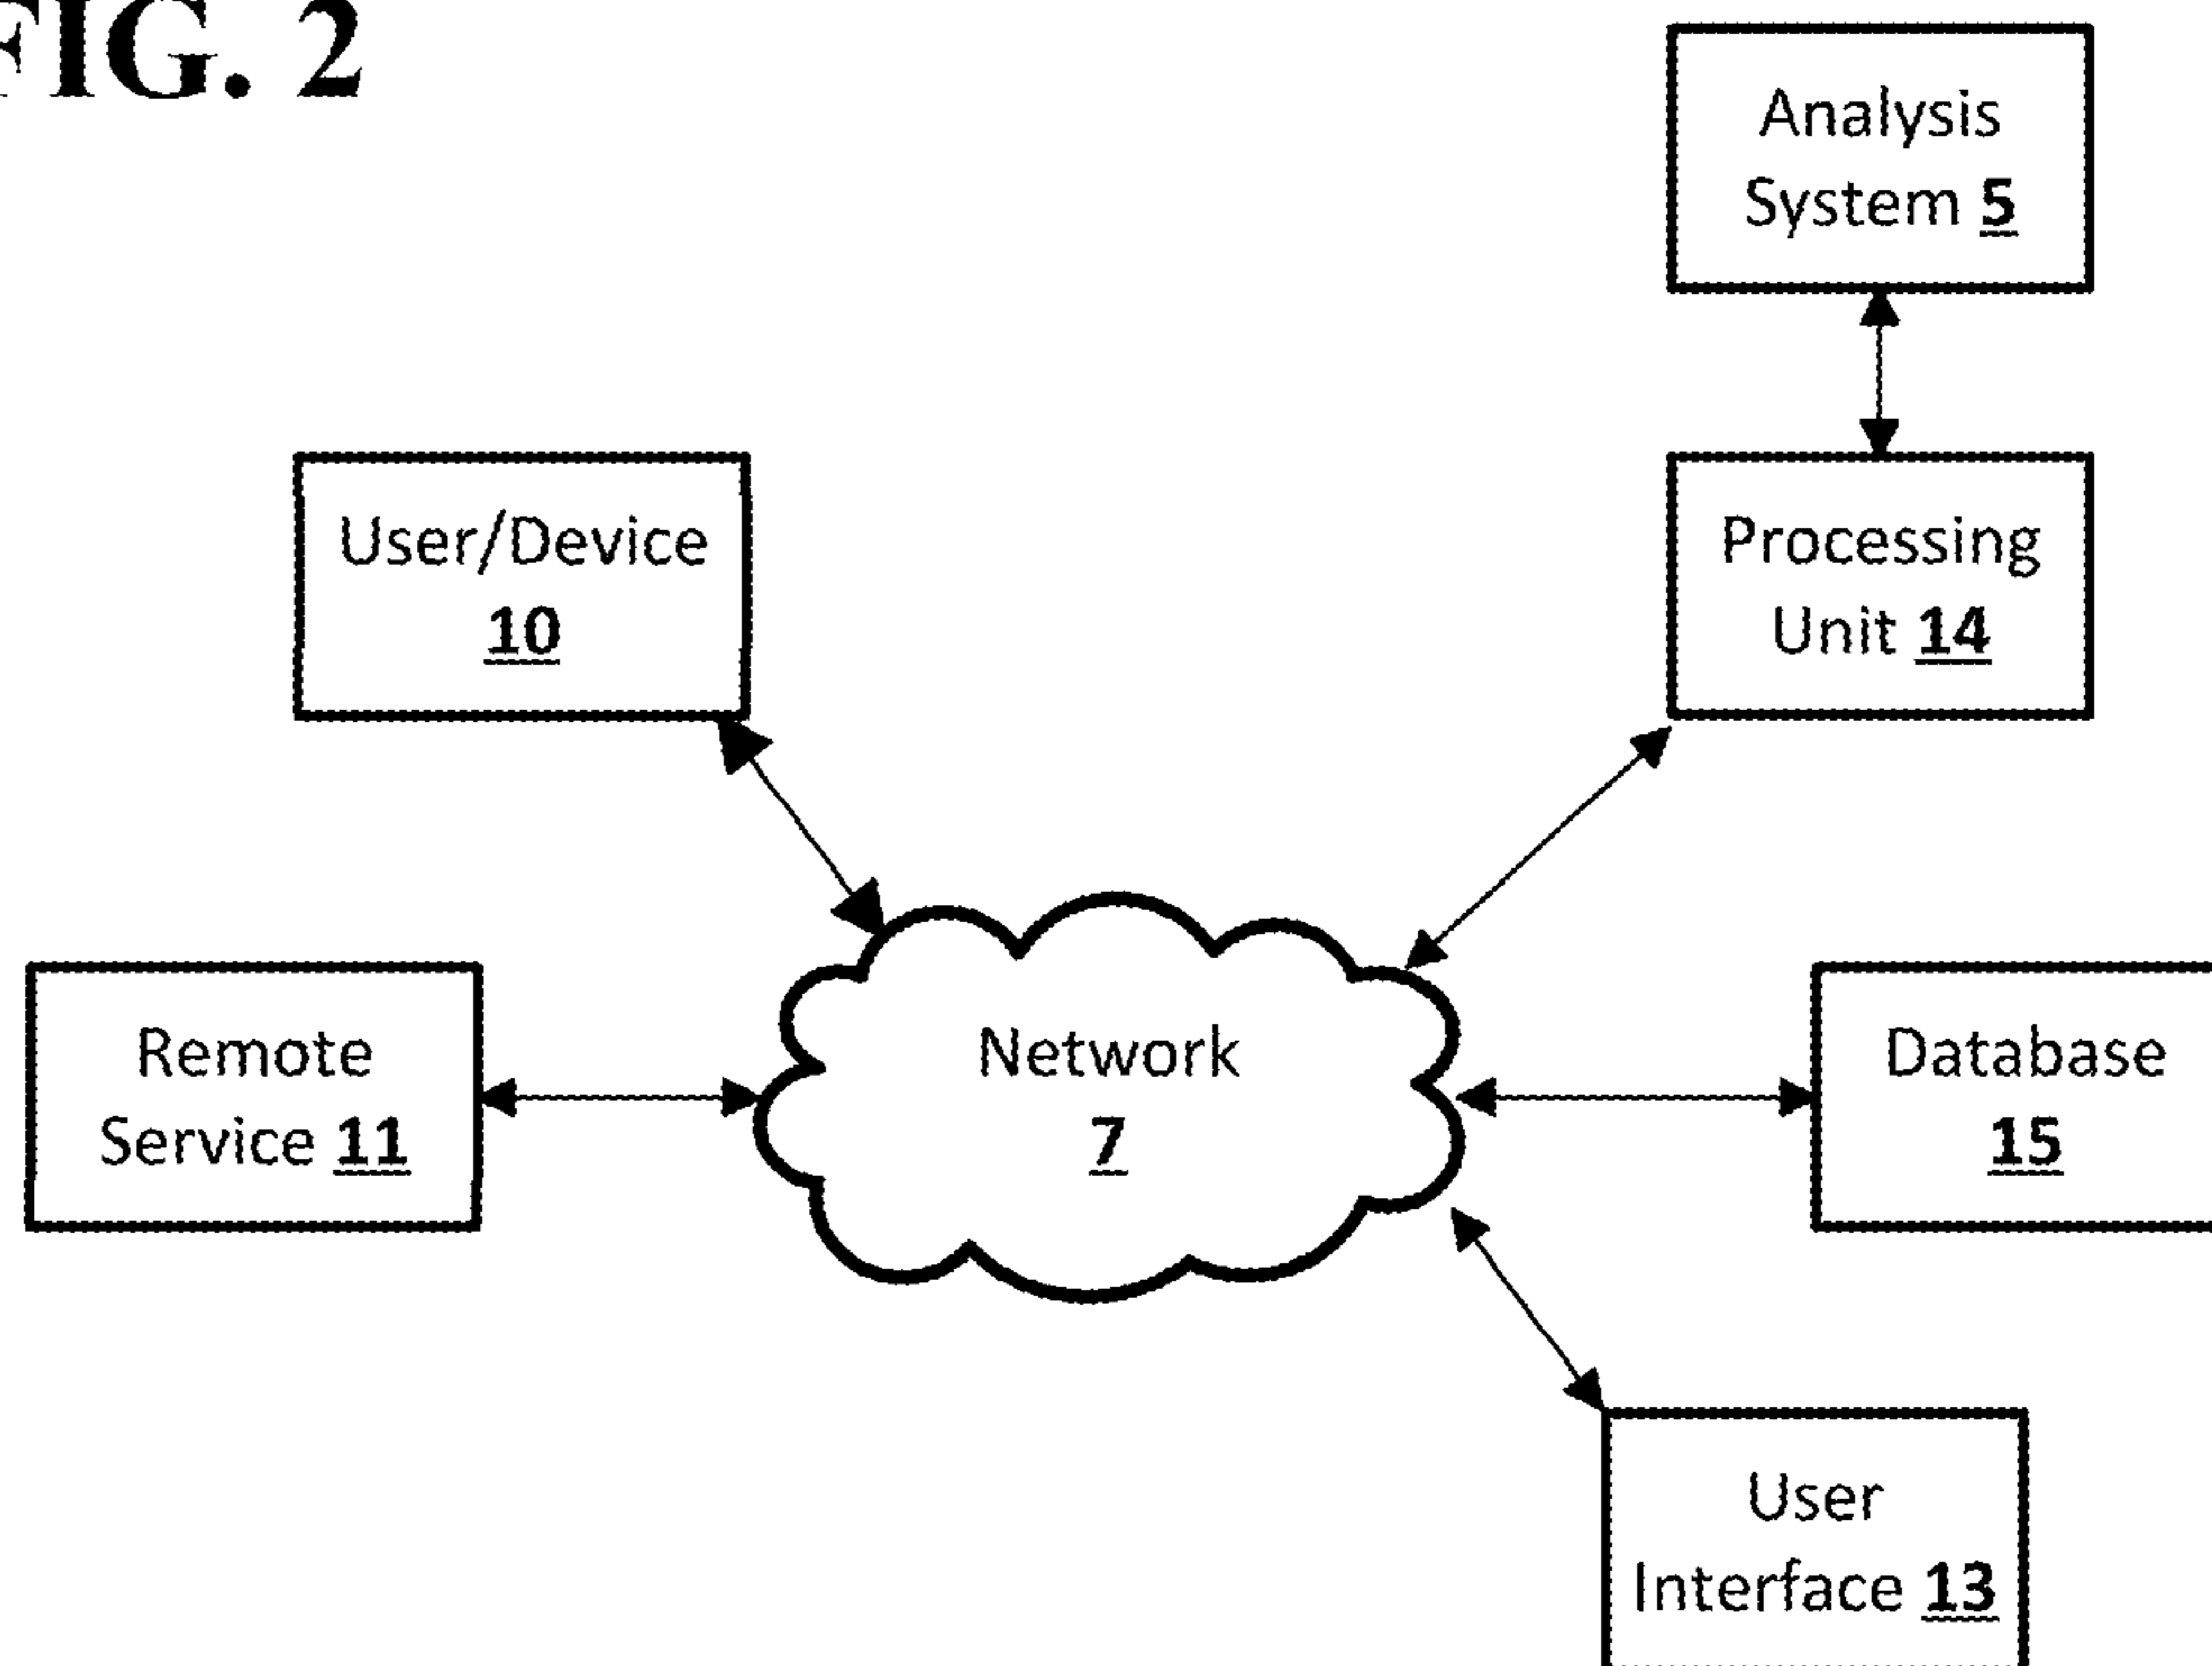 FIG. 2
Analysis
System 5
User/Device
10
Processing
Unit 14
Remote
Service 11
Network
7
Database
15
User
Interface 13